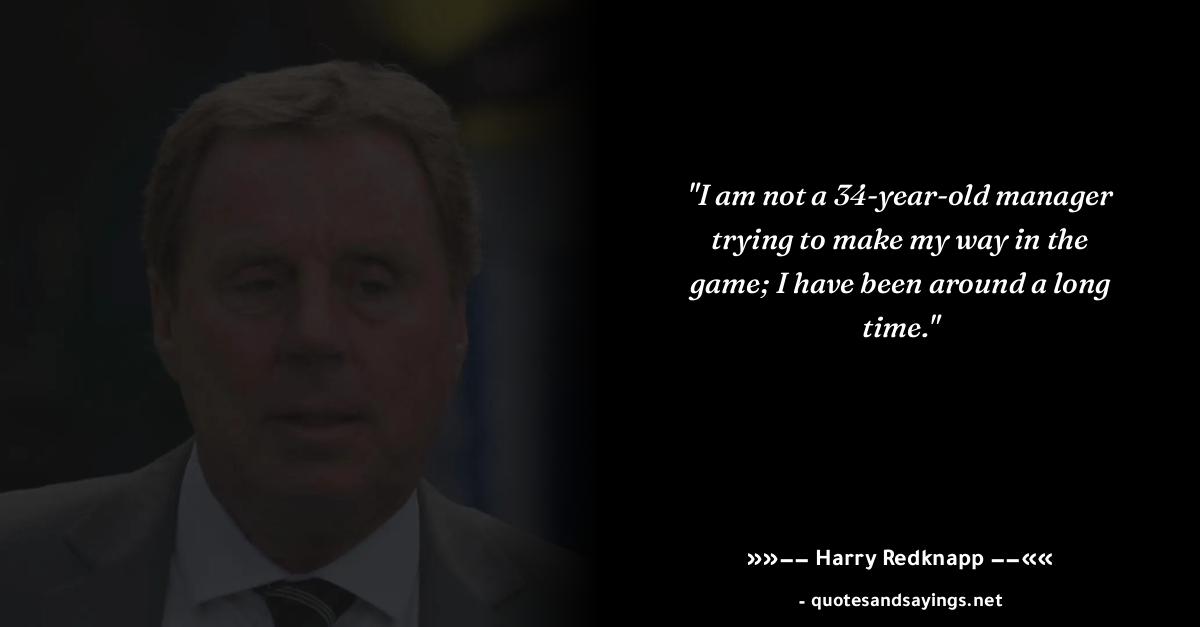 "I am not a 34-year-old manager
trying to make my way in the
game; I have been around a long
time."
»»–– Harry Redknapp ––««
- quotesandsayings.net